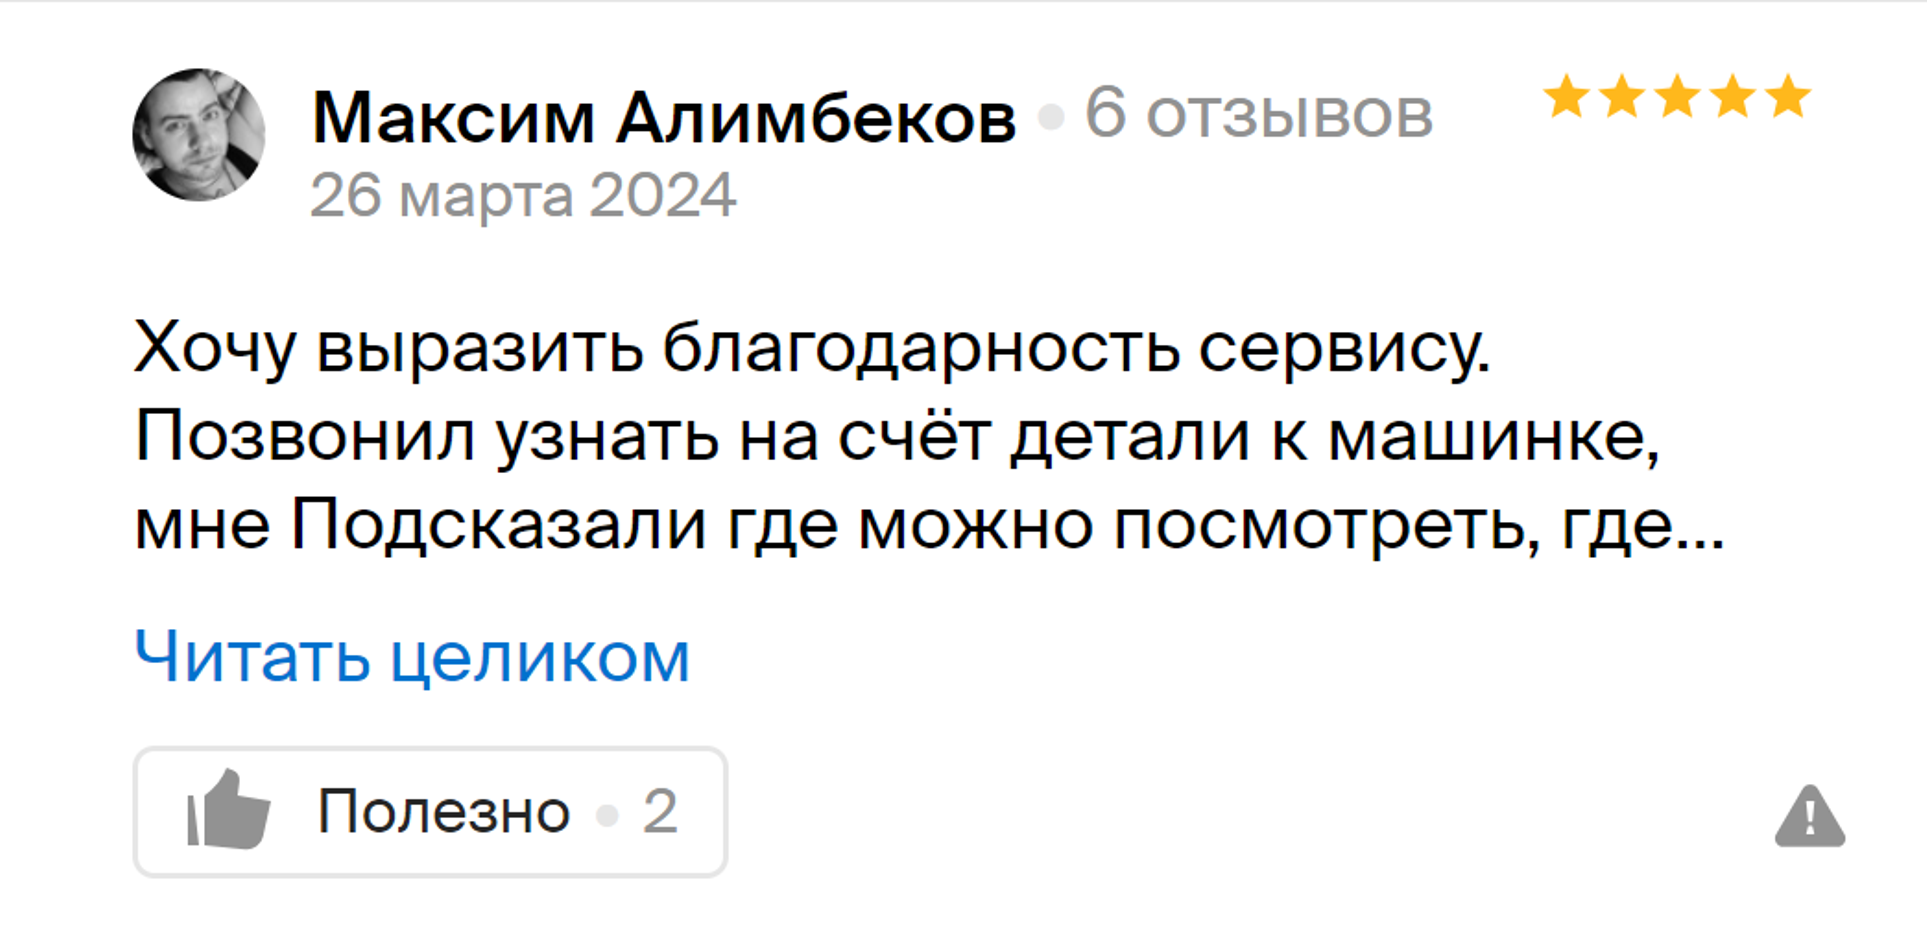 Максим Алимбеков • 6 отзывов
26 марта 2024
Хочу выразить благодарность сервису.
Позвонил узнать на счёт детали к машинке,
мне Подсказали где можно посмотреть, где...
Читать целиком
Полезно • 2